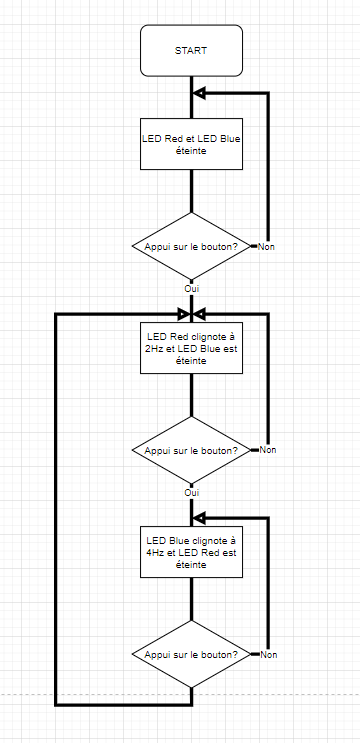 START
LED Red et LED Blue
éteinte
Appui sur le bouton?
Non
Oui
LED Red clignote à
2Hz et LED Blue est
éteinte
Appui sur le bouton?
Non
Oui
LED Blue clignote à
4Hz et LED Red est
éteinte
Appui sur le bouton?
Non